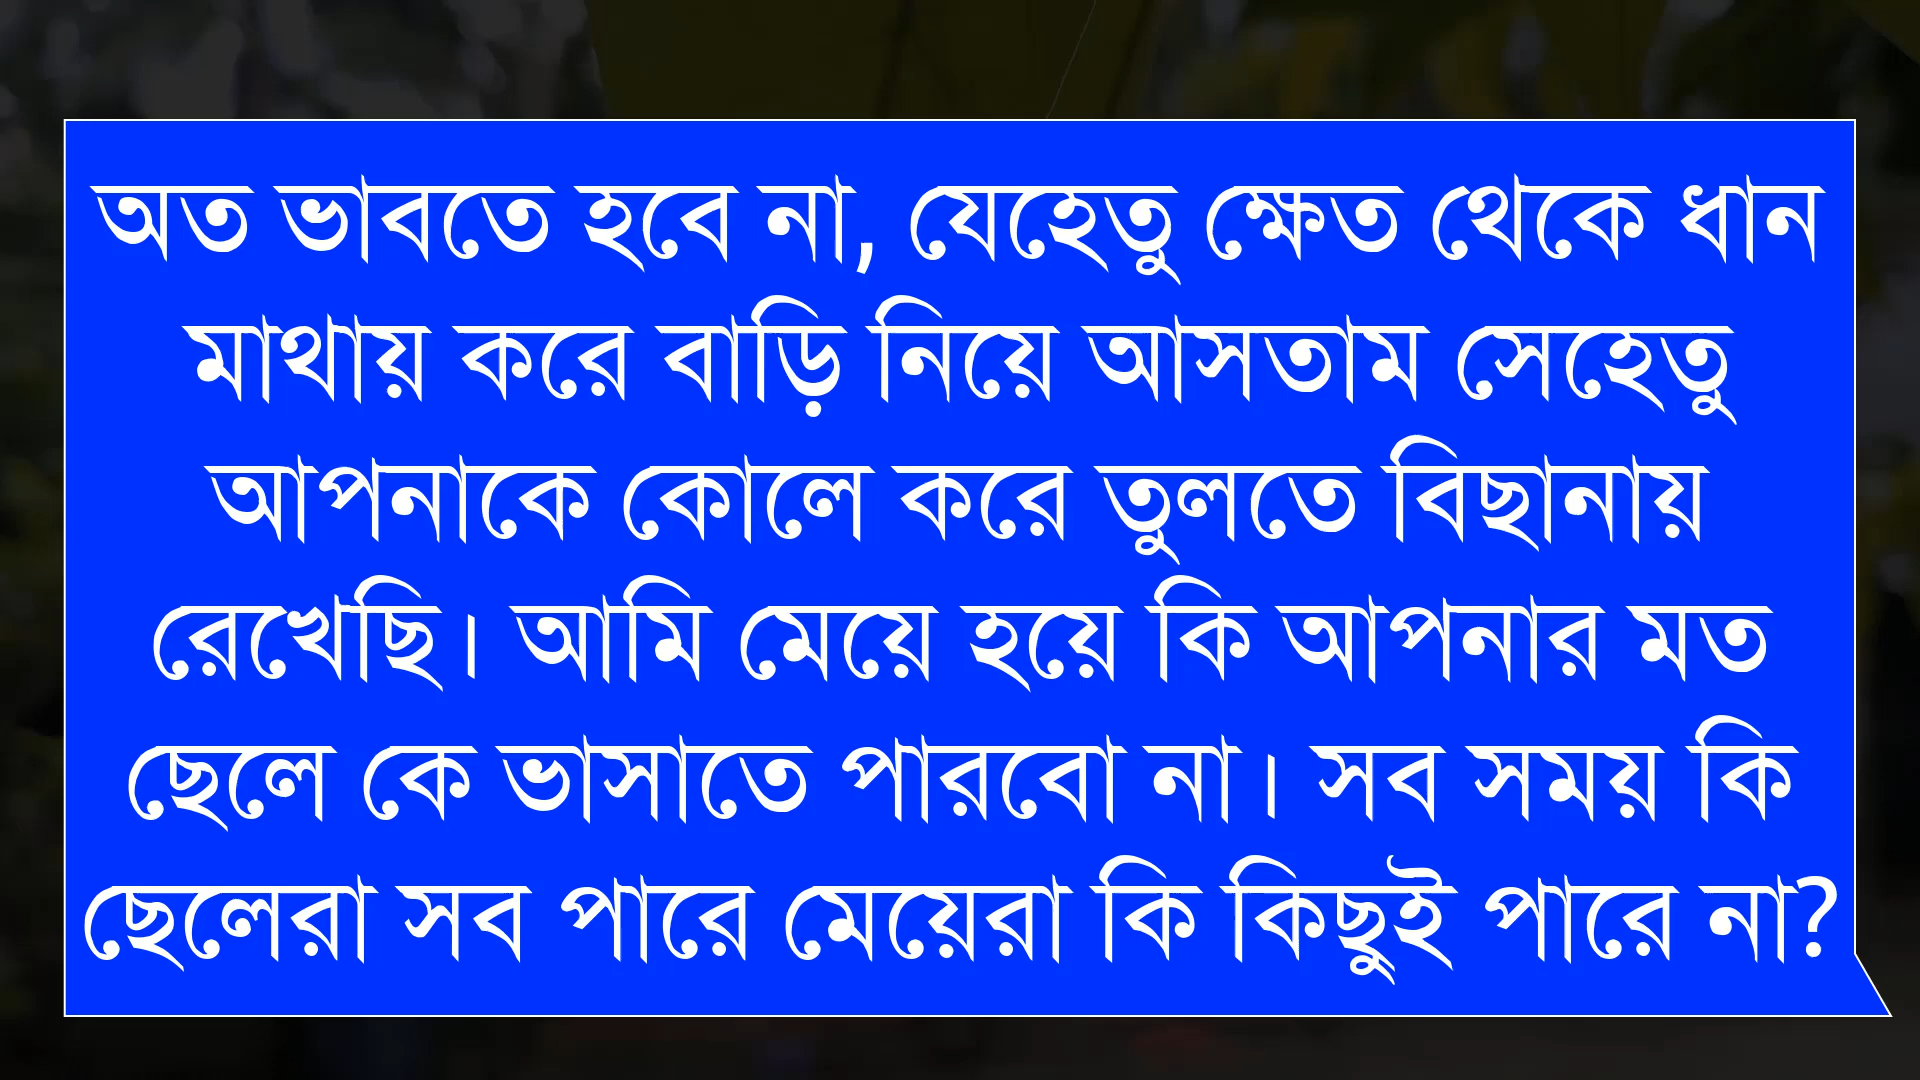 অত ভাবতে হবে না, যেহেতু ক্ষেত থেকে ধান
মাথায় করে বাড়ি নিয়ে আসতাম সেহেতু
আপনাকে কোলে করে তুলতে বিছানায়
রেখেছি। আমি মেয়ে হয়ে কি আপনার মত
ছেলে কে ভাসাতে পারবো না। সব সময় কি
ছেলেরা সব পারে মেয়েরা কি কিছুই পারে না?